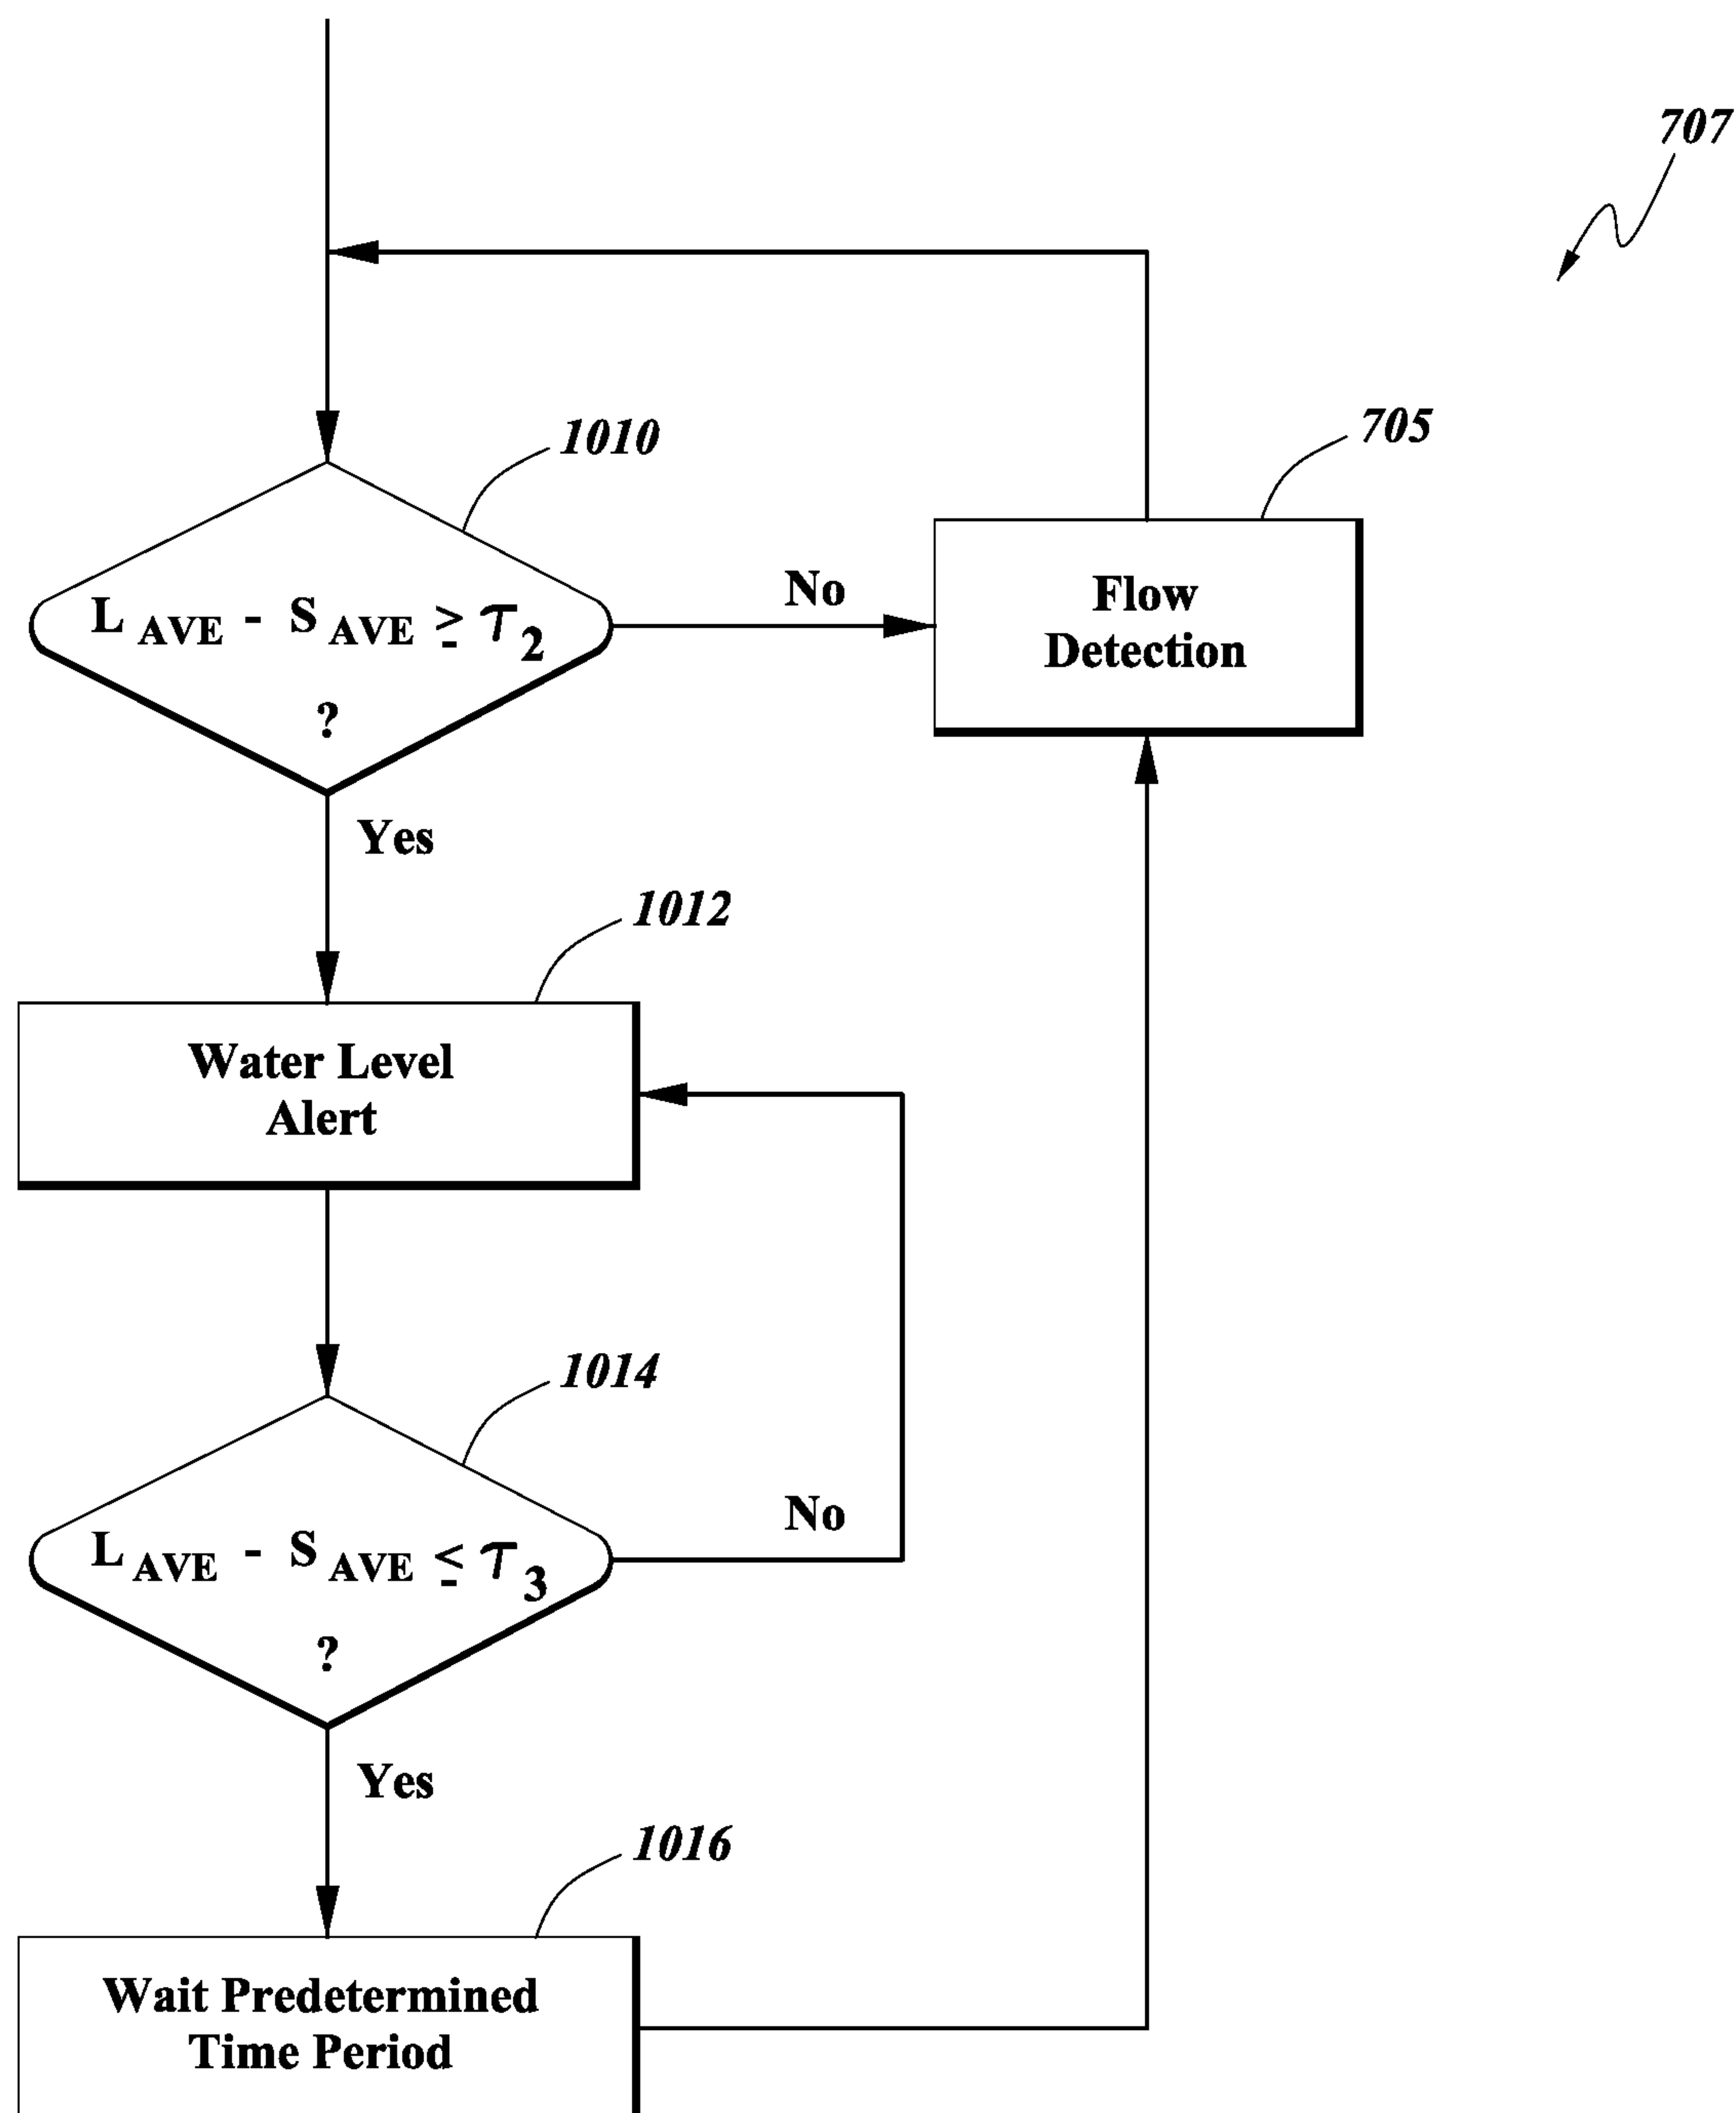 707
1010
705
L AVE - S AVE ≥ τ 2
?
No
Flow
Detection
Yes
1012
Water Level
Alert
1014
L AVE - S AVE ≤ τ 3
?
No
Yes
1016
Wait Predetermined
Time Period